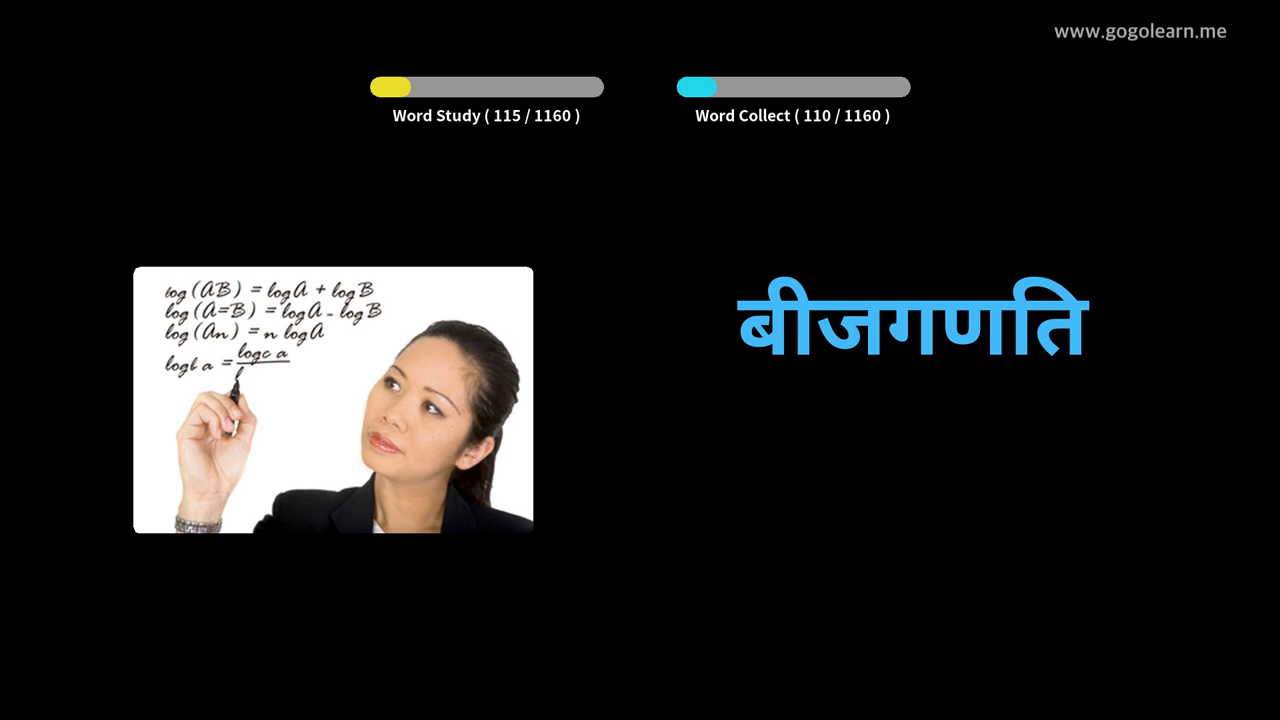 www.gogolearn.me
Word Study ( 115 / 1160 )
Word Collect ( 110 / 1160 )
log (AB) = log A + log B
log (A=B) = log A - log B
log (An) = n log A
logb a = logc a
बीजगणति